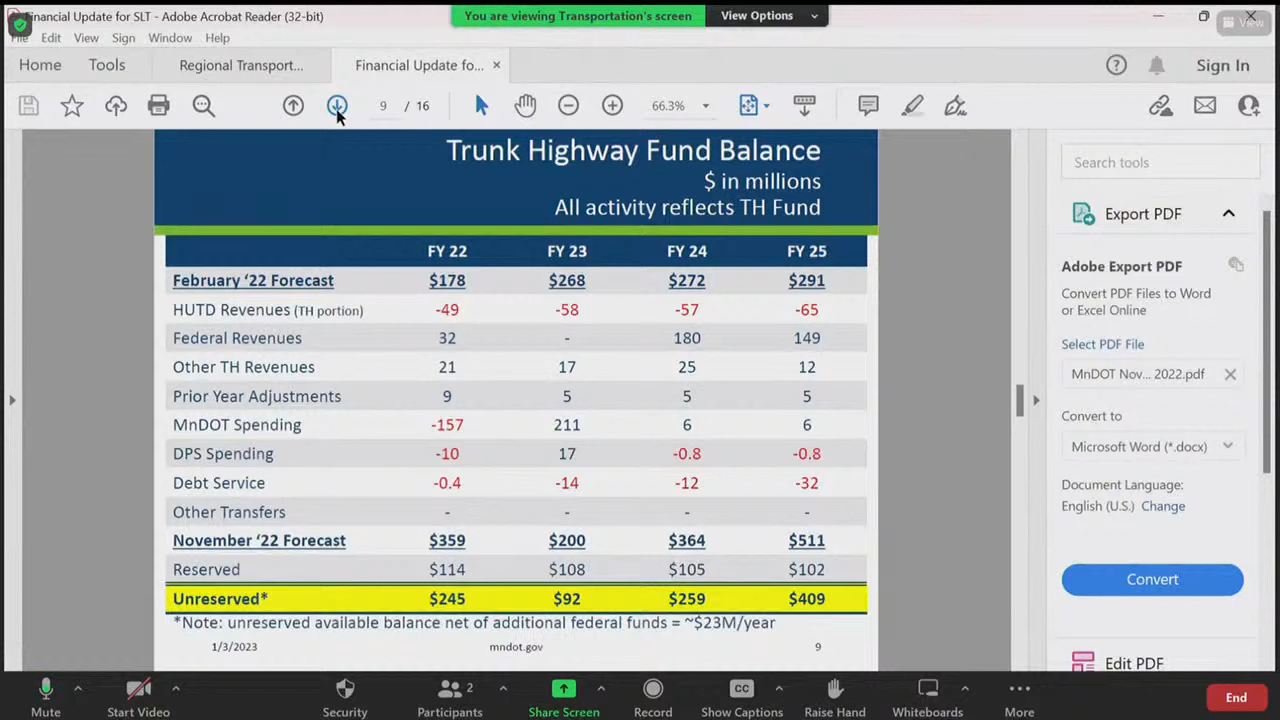 Financial Update for SLT - Adobe Acrobat Reader (32-bit)
You are viewing Transportation's screen
View Options
View
File Edit View Sign Window Help
Home Tools Regional Transport... Financial Update fo... × Sign In
9 / 16 66.3%
Trunk Highway Fund Balance
$ in millions
All activity reflects TH Fund
FY 22 FY 23 FY 24 FY 25
February ‘22 Forecast $178 $268 $272 $291
HUTD Revenues (TH portion) -49 -58 -57 -65
Federal Revenues 32 - 180 149
Other TH Revenues 21 17 25 12
Prior Year Adjustments 9 5 5 5
MnDOT Spending -157 211 6 6
DPS Spending -10 17 -0.8 -0.8
Debt Service -0.4 -14 -12 -32
Other Transfers - - - -
November ‘22 Forecast $359 $200 $364 $511
Reserved $114 $108 $105 $102
Unreserved* $245 $92 $259 $409
*Note: unreserved available balance net of additional federal funds = ~$23M/year
1/3/2023 mndot.gov 9
Search tools
Export PDF
Adobe Export PDF
Convert PDF Files to Word
or Excel Online
Select PDF File
MnDOT Nov... 2022.pdf
Convert to
Microsoft Word (*.docx)
Document Language:
English (U.S.) Change
Convert
Edit PDF
2
CC
Mute Start Video Security Participants Share Screen Record Show Captions Raise Hand Whiteboards More End